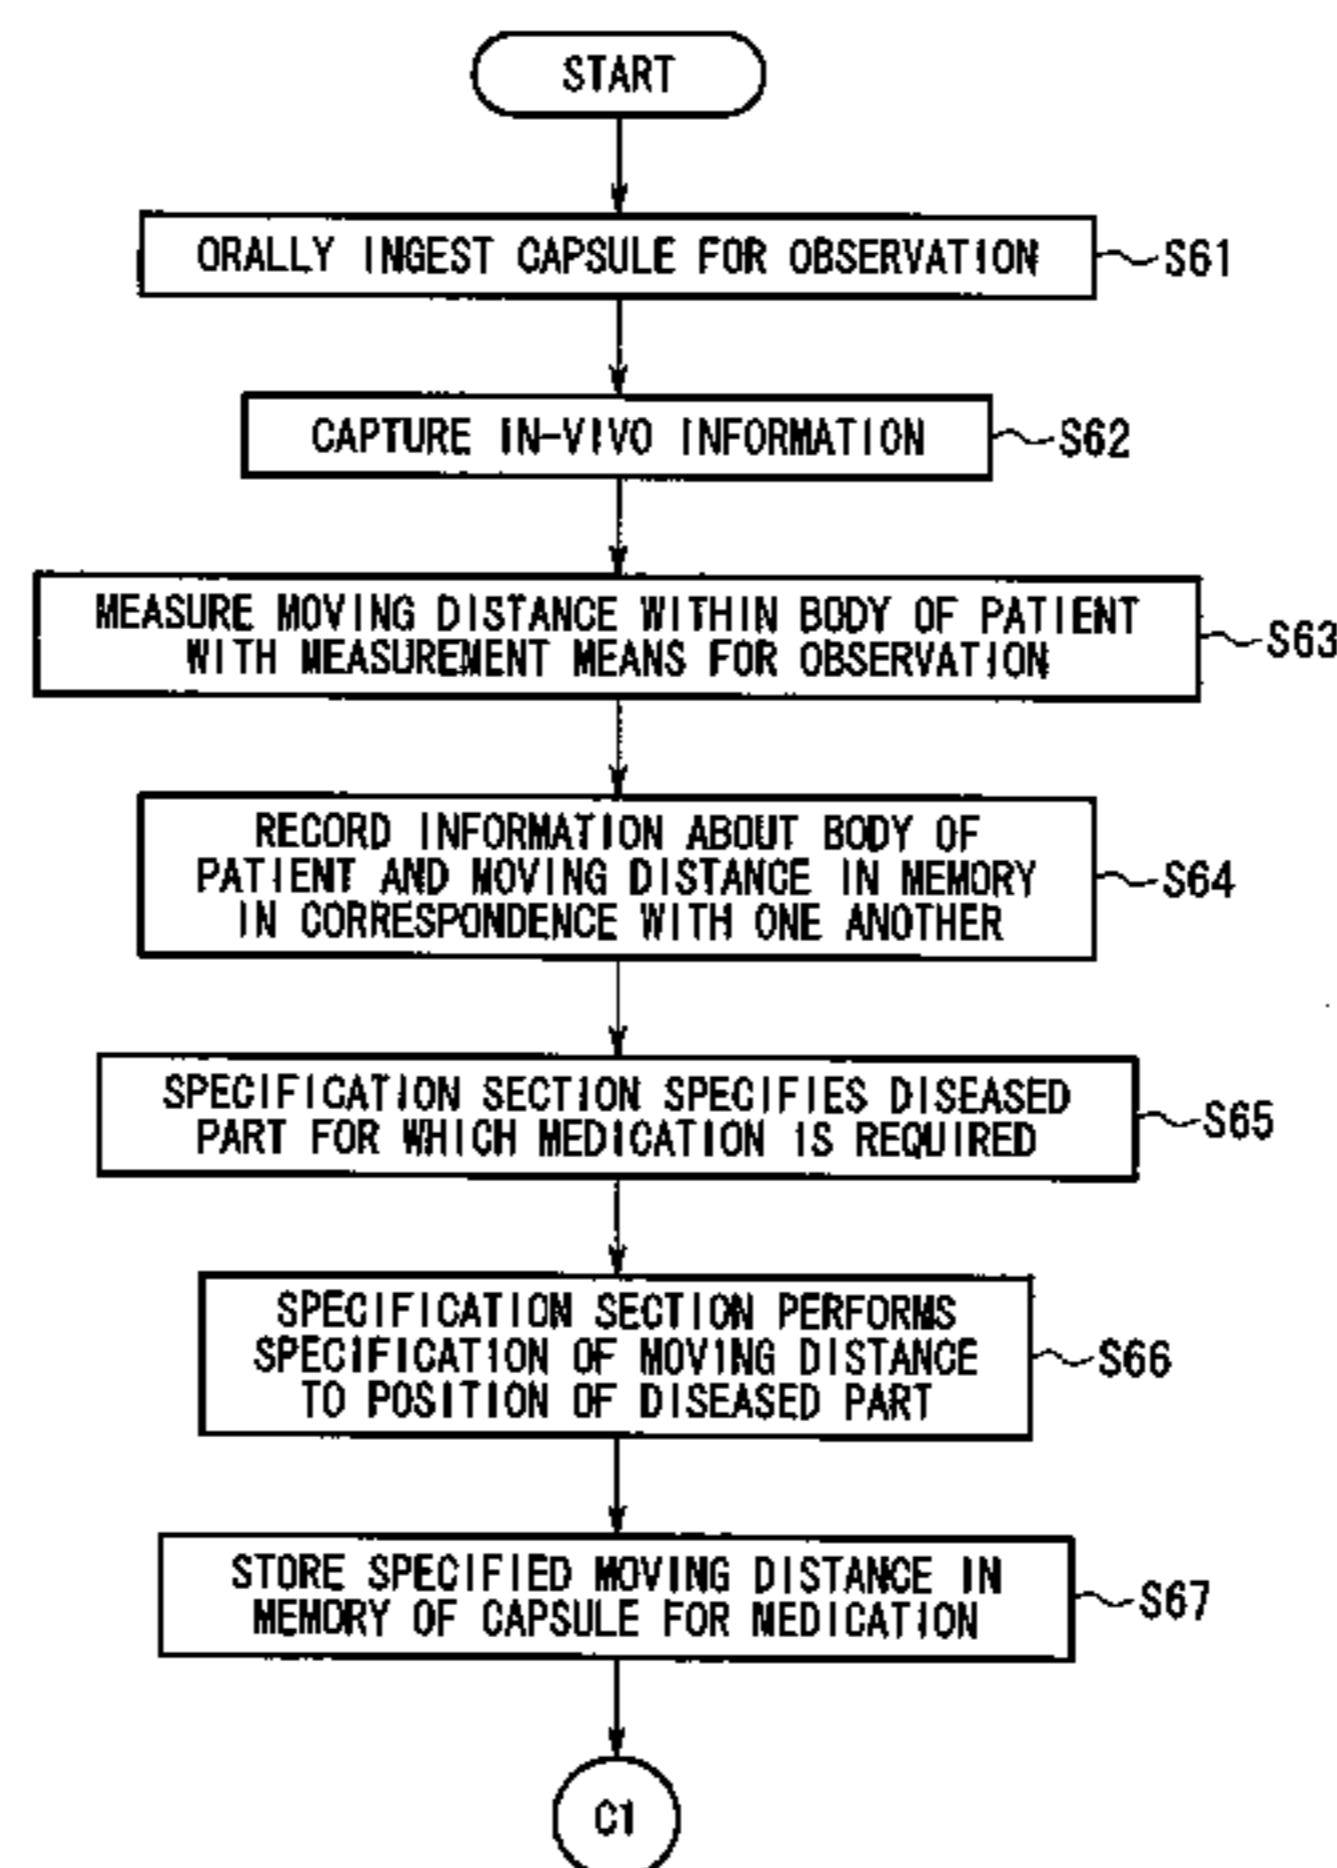 START
ORALLY INGEST CAPSULE FOR OBSERVATION
S61
CAPTURE IN-VIVO INFORMATION
S62
MEASURE MOVING DISTANCE WITHIN BODY OF PATIENT
WITH MEASUREMENT MEANS FOR OBSERVATION
S63
RECORD INFORMATION ABOUT BODY OF
PATIENT AND MOVING DISTANCE IN MEMORY
IN CORRESPONDENCE WITH ONE ANOTHER
S64
SPECIFICATION SECTION SPECIFIES DISEASED
PART FOR WHICH MEDICATION IS REQUIRED
S65
SPECIFICATION SECTION PERFORMS
SPECIFICATION OF MOVING DISTANCE
TO POSITION OF DISEASED PART
S66
STORE SPECIFIED MOVING DISTANCE IN
MEMORY OF CAPSULE FOR MEDICATION
S67
C1